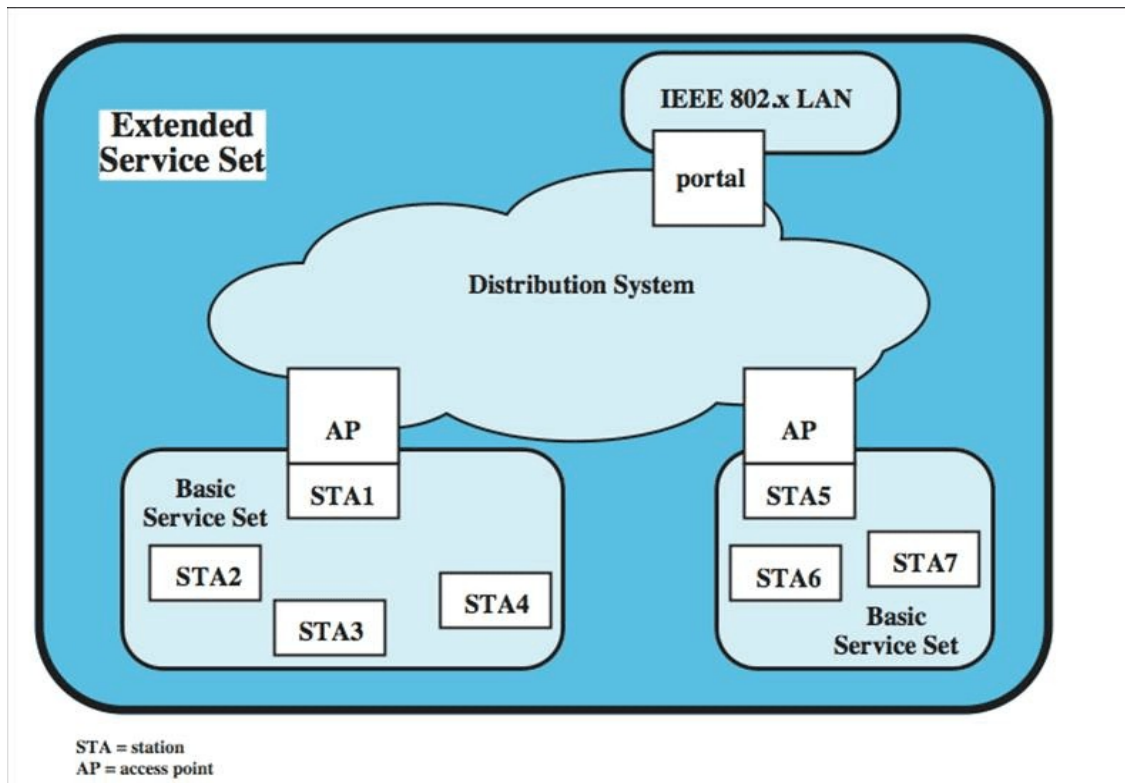 Extended
Service Set
IEEE 802.x LAN
portal
Distribution System
AP
AP
Basic
Service Set
STA1
STA5
STA2
STA3
STA4
STA6
STA7
Basic
Service Set
STA = station
AP = access point